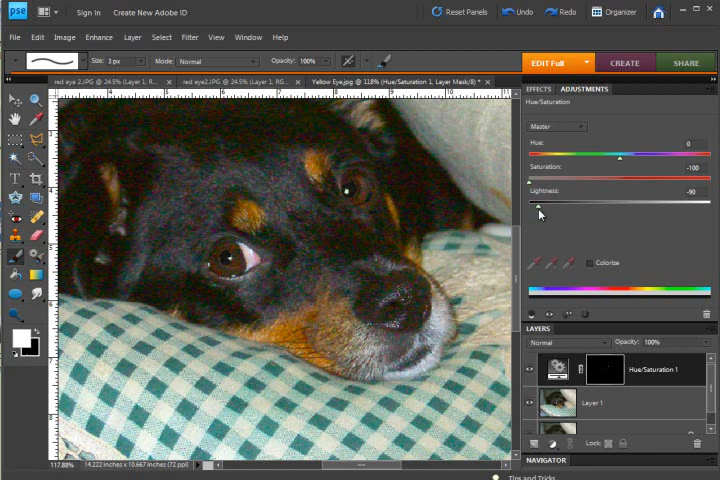 pse Sign In Create New Adobe ID Reset Panels Undo Redo Organizer
File Edit Image Enhance Layer Select Filter View Window Help EDIT Full CREATE SHARE
Size: 3 px Mode: Normal Opacity: 100%
red eye 2.JPG @ 24.5% (Layer 1, R... × red eye2.JPG @ 24.5% (Layer 1, RG... × Yellow Eye.jpg @ 118% (Hue/Saturation 1, Layer Mask/8) * ×
EFFECTS ADJUSTMENTS
Hue/Saturation
Master
Hue: 0
Saturation: -100
Lightness: -90
Colorize
LAYERS
Normal Opacity: 100%
Hue/Saturation 1
Layer 1
Lock:
NAVIGATOR
117.88% 14.222 inches x 10.667 inches (72 ppi)
Tips and Tricks